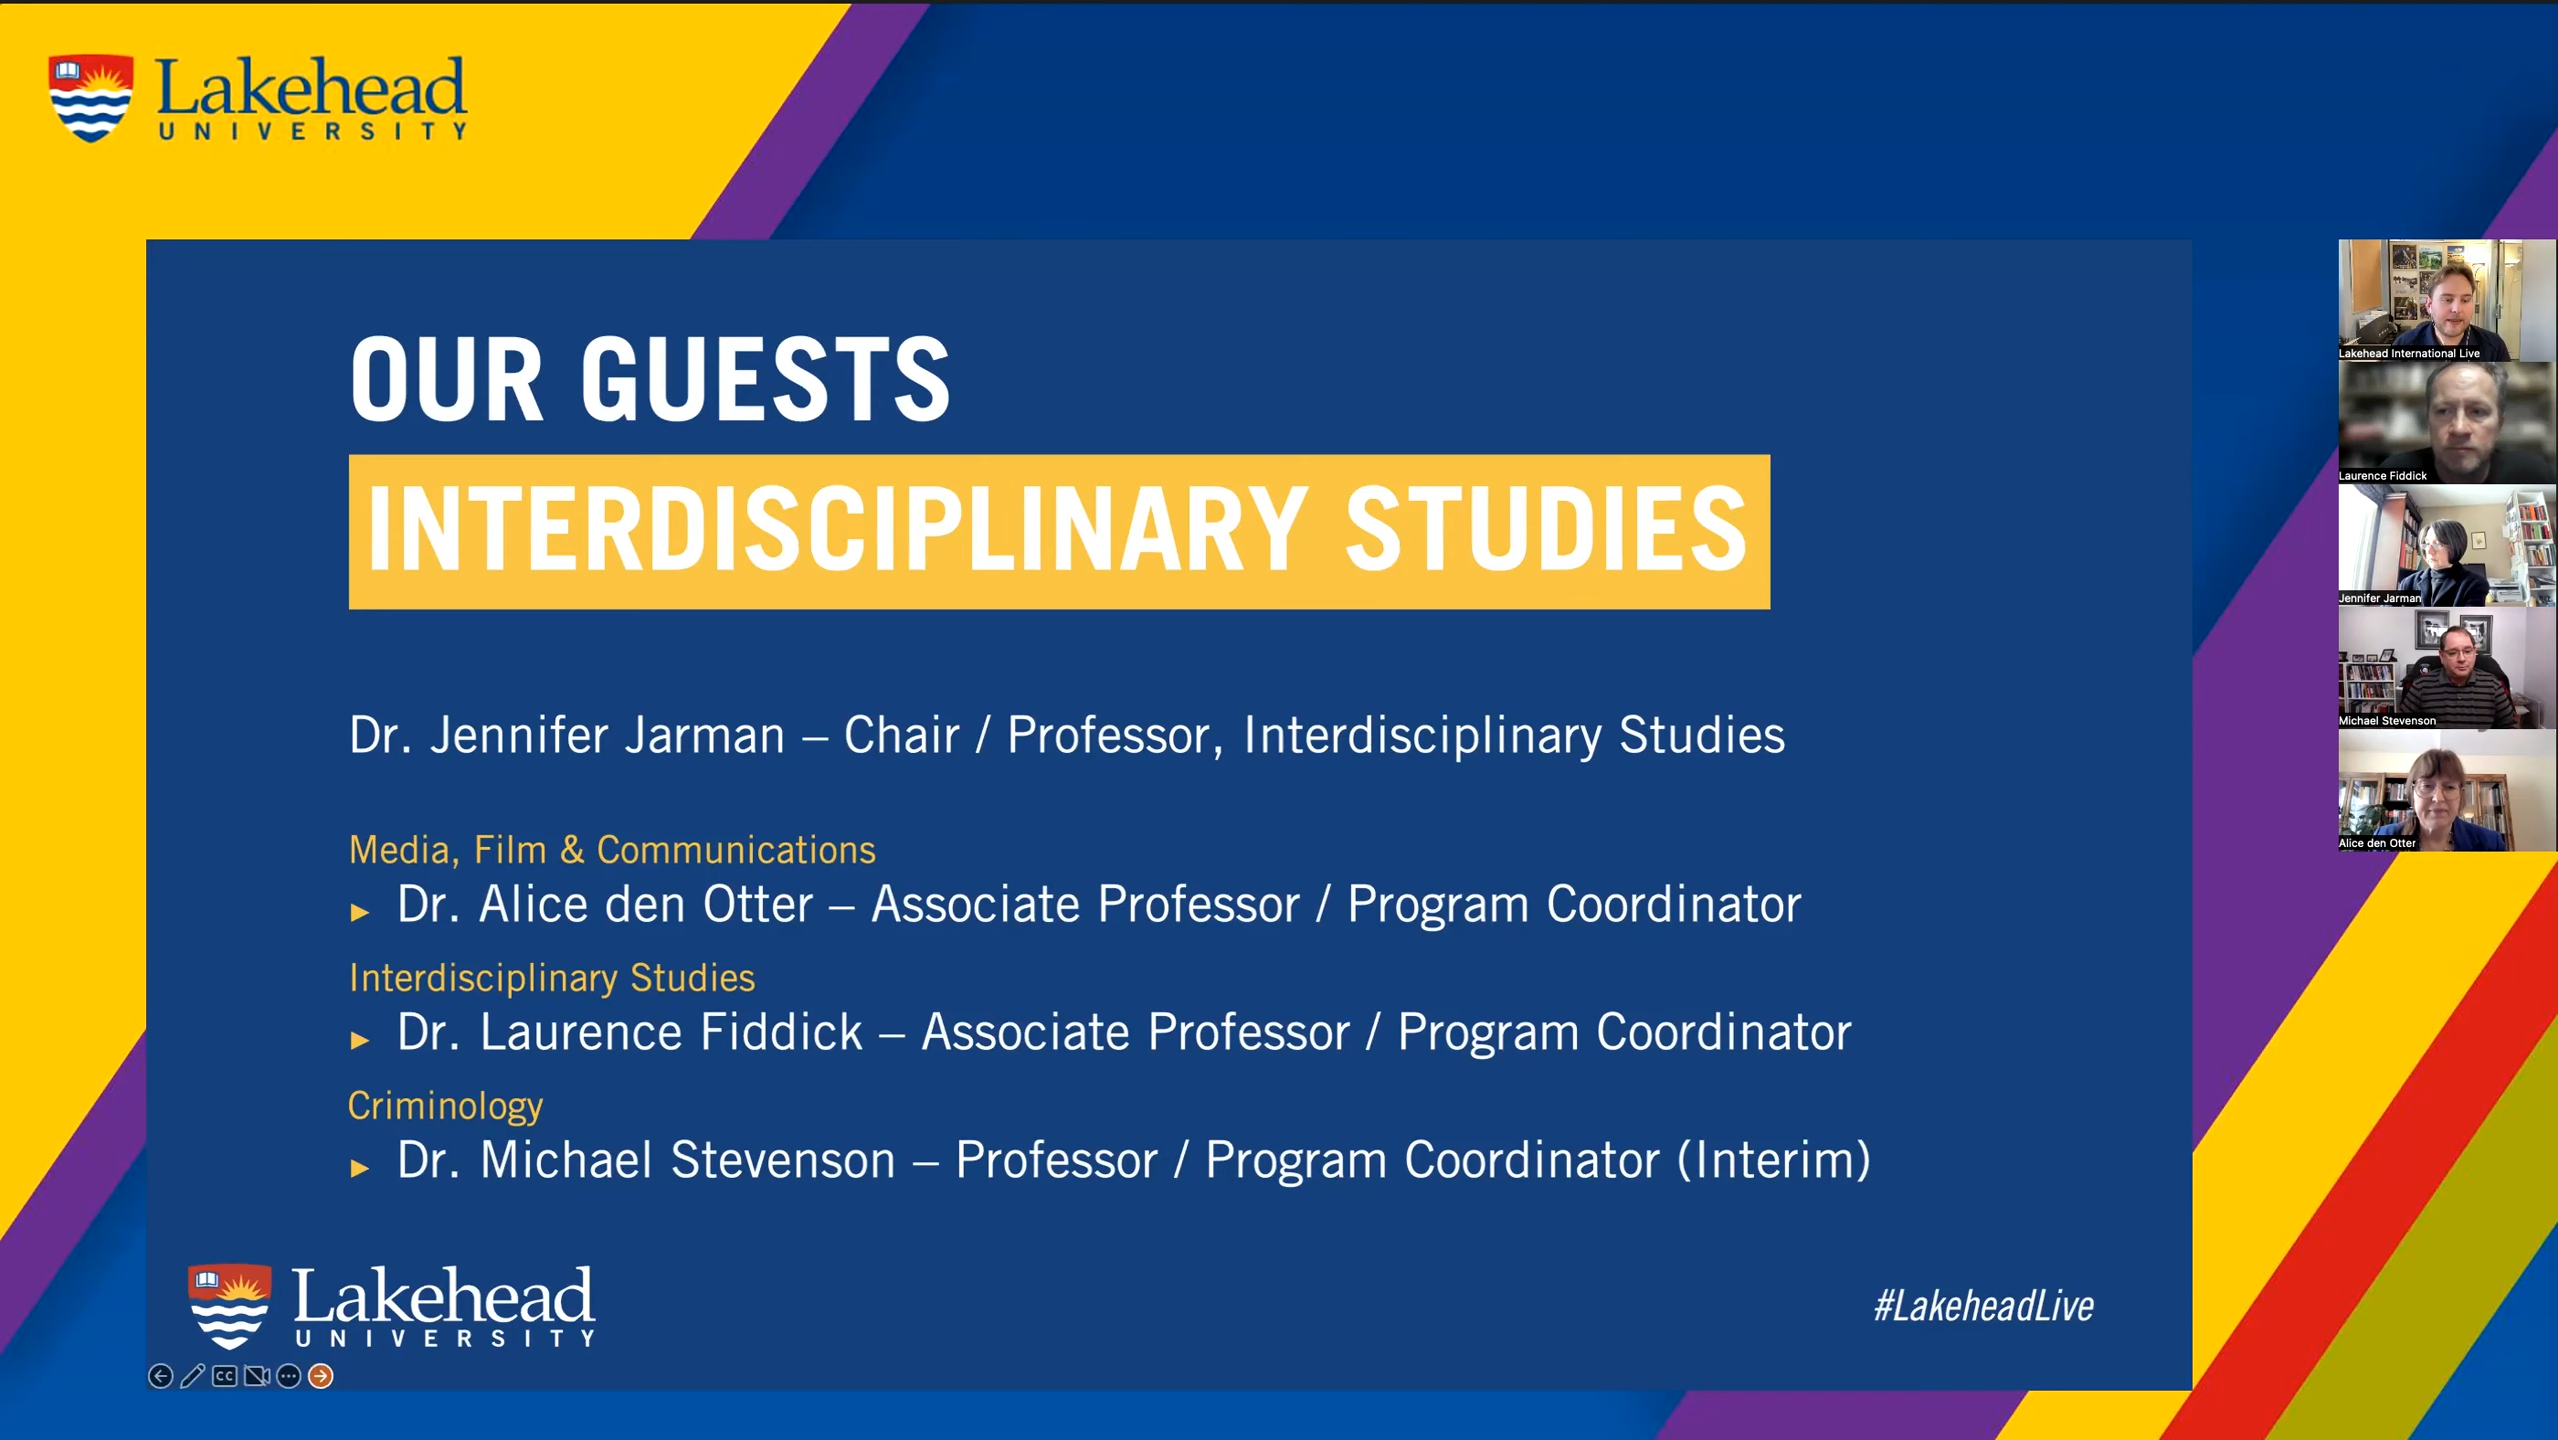 Lakehead
UNIVERSITY
OUR GUESTS
INTERDISCIPLINARY STUDIES
Dr. Jennifer Jarman – Chair / Professor, Interdisciplinary Studies
Media, Film & Communications
► Dr. Alice den Otter – Associate Professor / Program Coordinator
Interdisciplinary Studies
► Dr. Laurence Fiddick – Associate Professor / Program Coordinator
Criminology
► Dr. Michael Stevenson – Professor / Program Coordinator (Interim)
Lakehead
UNIVERSITY
#LakeheadLive
CC
Lakehead International Live
Laurence Fiddick
Jennifer Jarman
Michael Stevenson
Alice den Otter